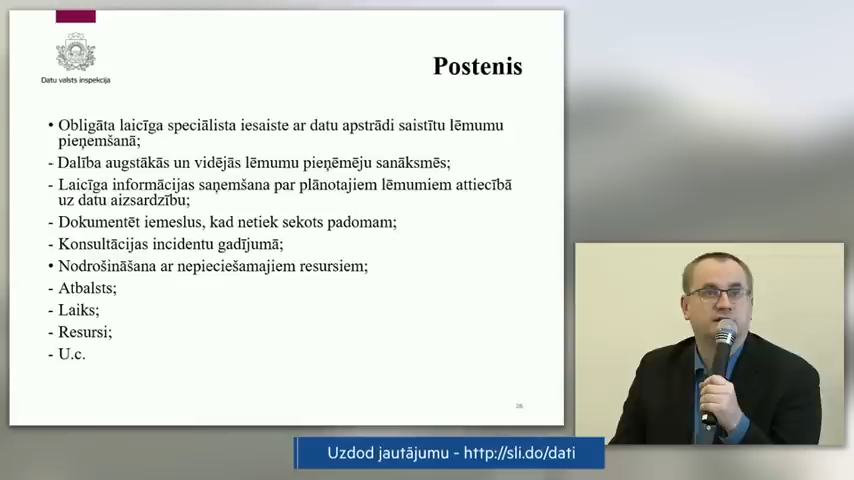 Datu valsts inspekcija
Postenis
• Obligāta laicīga speciālista iesaiste ar datu apstrādi saistītu lēmumu
pieņemšanā;
- Dalība augstākās un vidējās lēmumu pieņēmēju sanāksmēs;
- Laicīga informācijas saņemšana par plānotajiem lēmumiem attiecībā
uz datu aizsardzību;
- Dokumentēt iemeslus, kad netiek sekots padomam;
- Konsultācijas incidentu gadījumā;
• Nodrošināšana ar nepieciešamajiem resursiem;
- Atbalsts;
- Laiks;
- Resursi;
- U.c.
26
Uzdod jautājumu - http://sli.do/dati